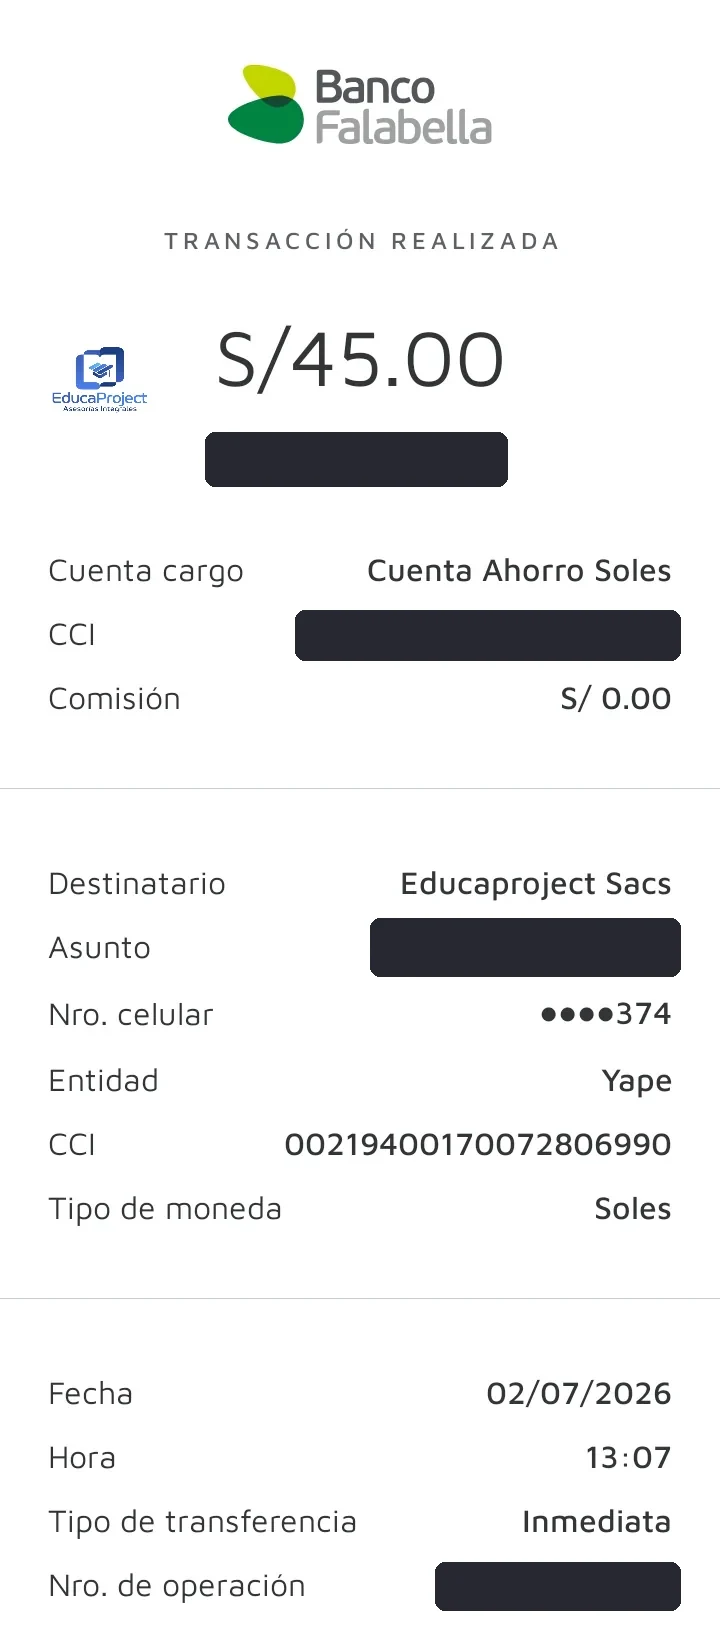 Banco
Falabella
TRANSACCIÓN REALIZADA
S/45.00
EducaProject
Asesorías Integrales
Cuenta cargo Cuenta Ahorro Soles
CCI
Comisión S/ 0.00
Destinatario Educaproject Sacs
Asunto
Nro. celular ●●●●374
Entidad Yape
CCI 00219400170072806990
Tipo de moneda Soles
Fecha 02/07/2026
Hora 13:07
Tipo de transferencia Inmediata
Nro. de operación